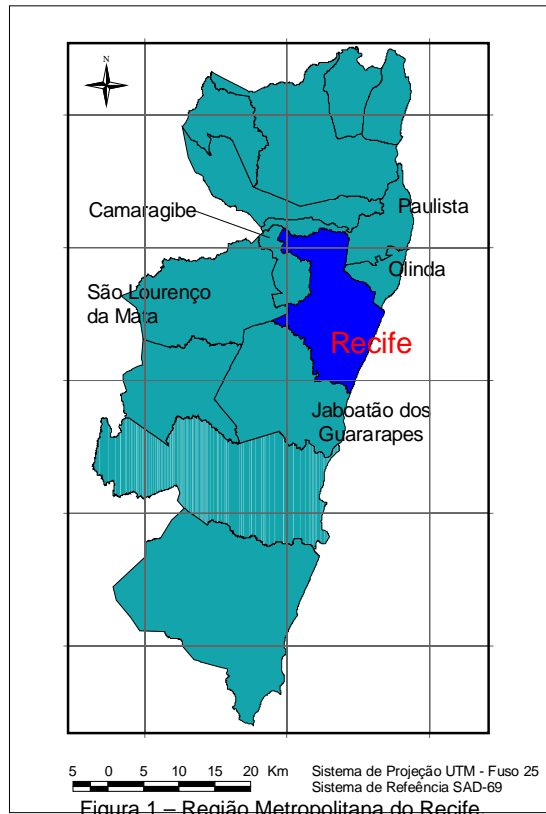 N
Camaragibe
Paulista
Olinda
São Lourenço
da Mata
Recife
Jaboatão dos
Guararapes
5 0 5 10 15 20 Km
Sistema de Projeção UTM - Fuso 25
Sistema de Refeência SAD-69
Figura 1 – Região Metropolitana do Recife.